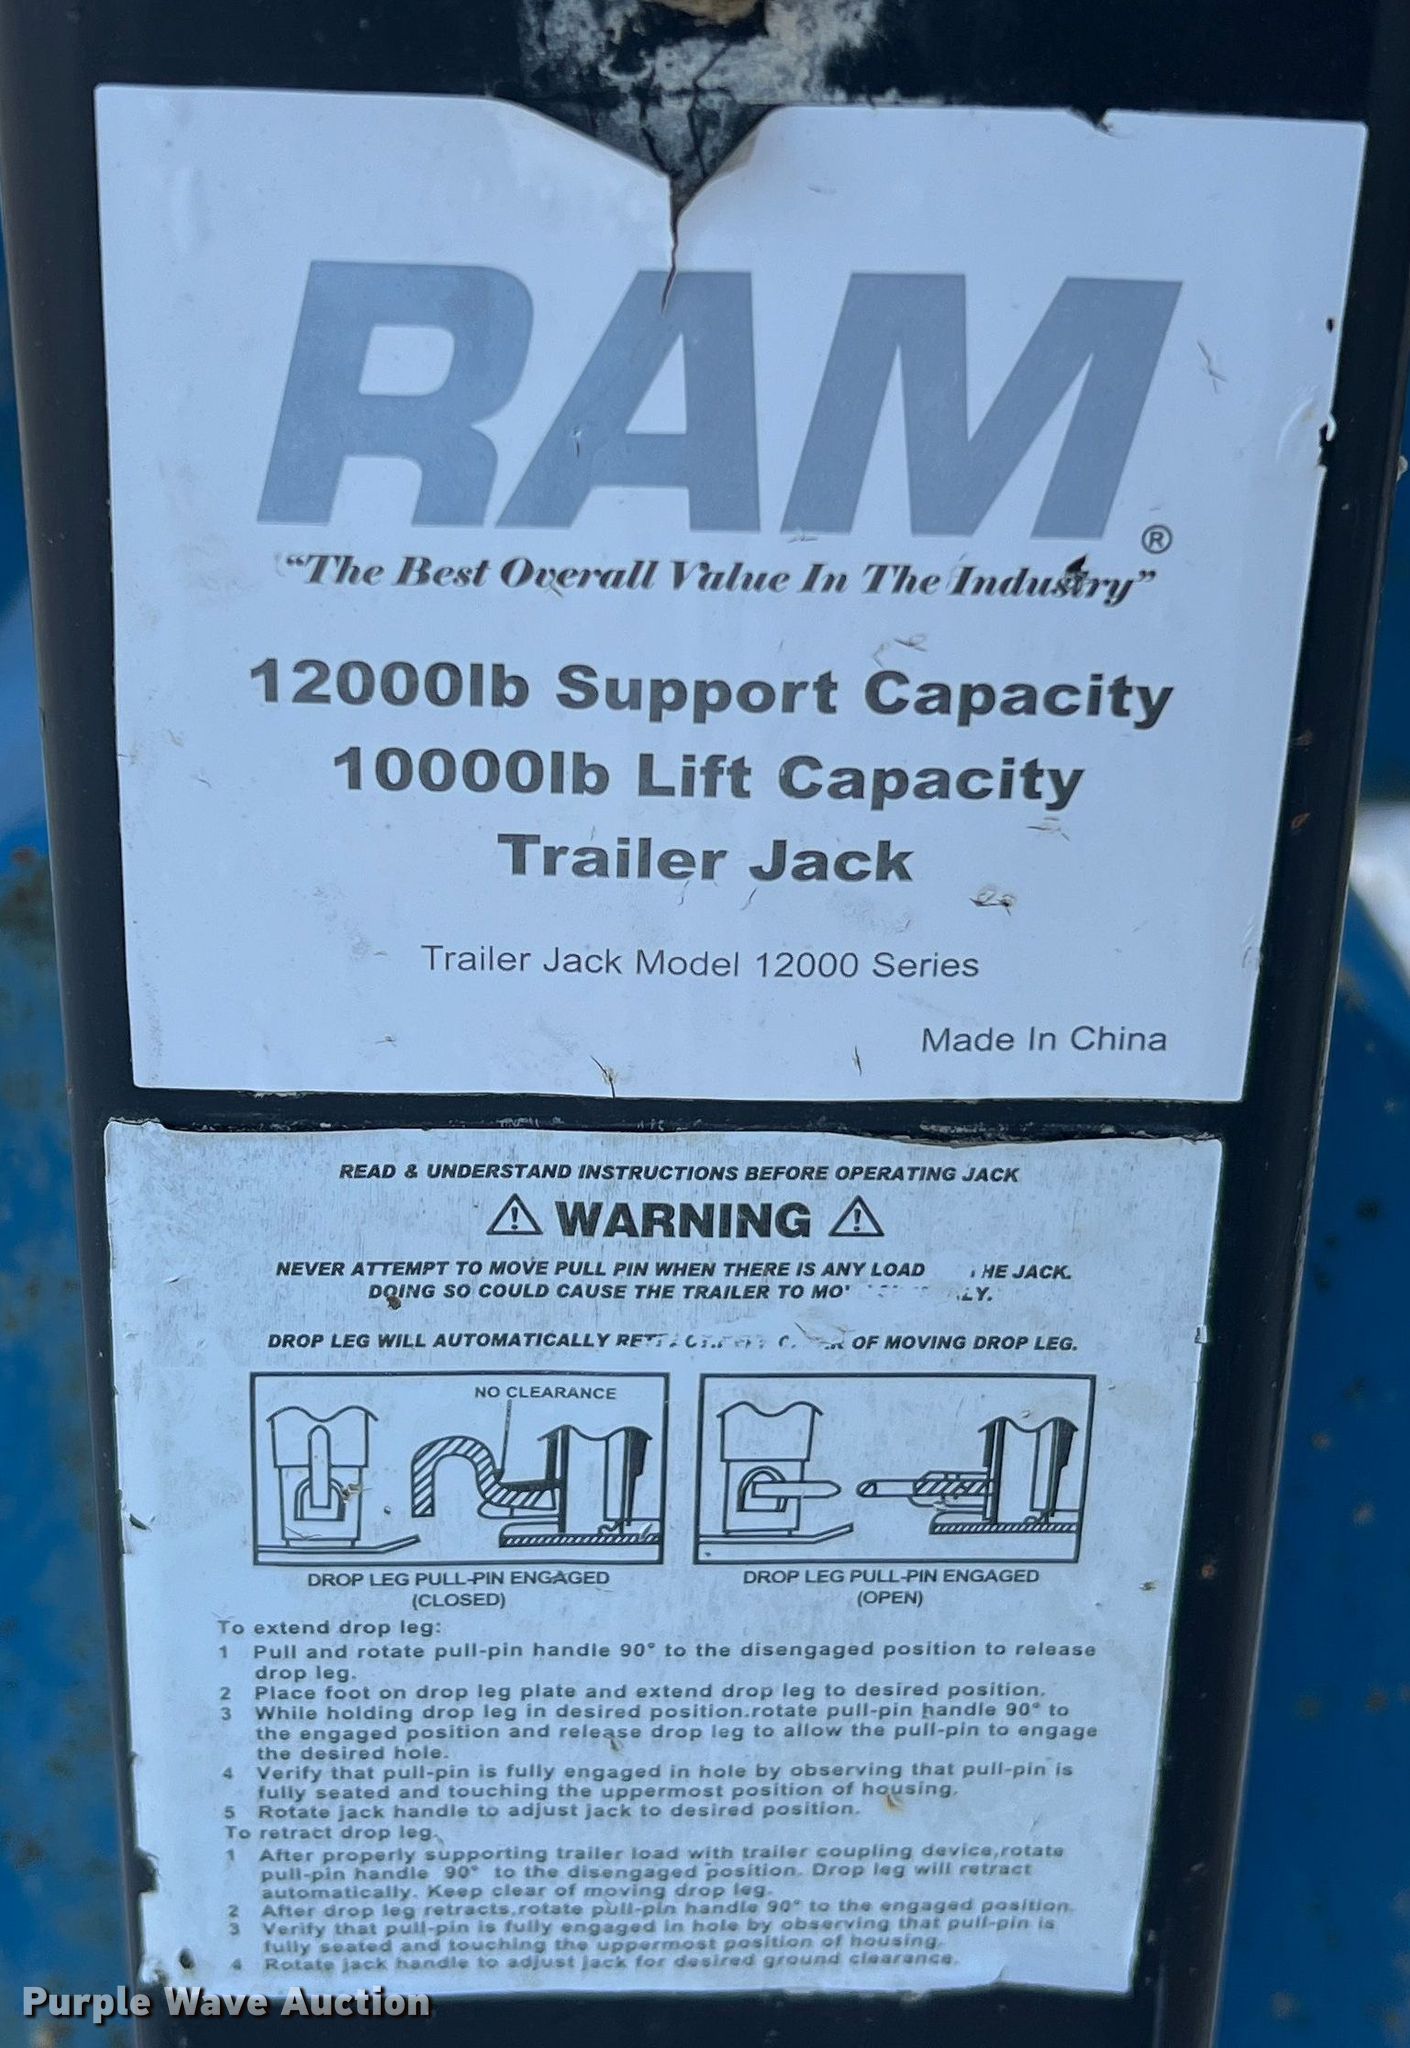 RAM®
“The Best Overall Value In The Industry”
12000lb Support Capacity
10000lb Lift Capacity
Trailer Jack
Trailer Jack Model 12000 Series
Made In China
READ & UNDERSTAND INSTRUCTIONS BEFORE OPERATING JACK
WARNING
NEVER ATTEMPT TO MOVE PULL PIN WHEN THERE IS ANY LOAD HE JACK.
DOING SO COULD CAUSE THE TRAILER TO
DROP LEG WILL AUTOMATICALLY OF MOVING DROP LEG.
NO CLEARANCE
DROP LEG PULL-PIN ENGAGED
(CLOSED)
DROP LEG PULL-PIN ENGAGED
(OPEN)
To extend drop leg:
1 Pull and rotate pull-pin handle 90° to the disengaged position to release
drop leg.
2 Place foot on drop leg plate and extend drop leg to desired position.
3 While holding drop leg in desired position.rotate pull-pin handle 90° to
the engaged position and release drop leg to allow the pull-pin to engage
the desired hole.
4 Verify that pull-pin is fully engaged in hole by observing that pull-pin is
fully seated and touching the uppermost position of housing.
5 Rotate jack handle to adjust jack to desired position.
To retract drop leg.
1 After properly supporting trailer load with trailer coupling device,rotate
pull-pin handle 90° to the disengaged position. Drop leg will retract
automatically. Keep clear of moving drop leg.
2 After drop leg retracts,rotate pull-pin handle 90° to the engaged position.
3 Verify that pull-pin is fully engaged in hole by observing that pull-pin is
fully seated and touching the uppermost position of housing.
4 Rotate jack handle to adjust jack for desired ground clearance.
Purple Wave Auction